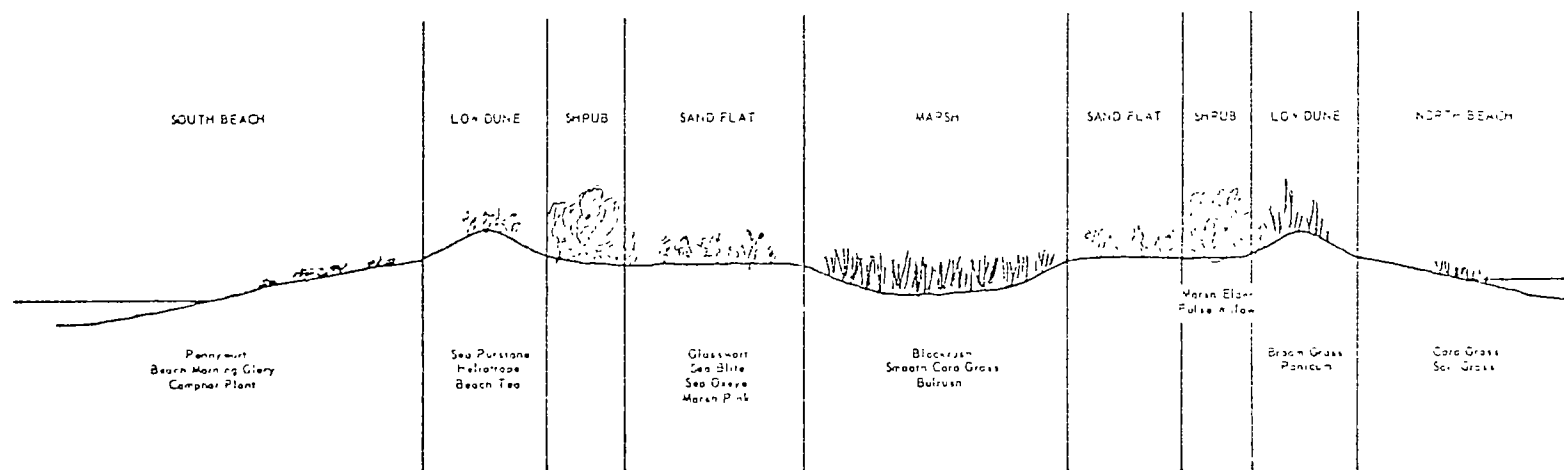 SOUTH BEACH
LOW DUNE
SHRUB
SAND FLAT
MARSH
SAND FLAT
SHRUB
LOW DUNE
NORTH BEACH
Marsh Elder
False Willow
Pennywort
Beach Morning Glory
Camphor Plant
Sea Purslane
Heliotrope
Beach Tea
Glasswort
Sea Blite
Sea Oxeye
Marsh Pink
Blackrush
Smooth Cord Grass
Bulrush
Broom Grass
Panicum
Cord Grass
Salt Grass